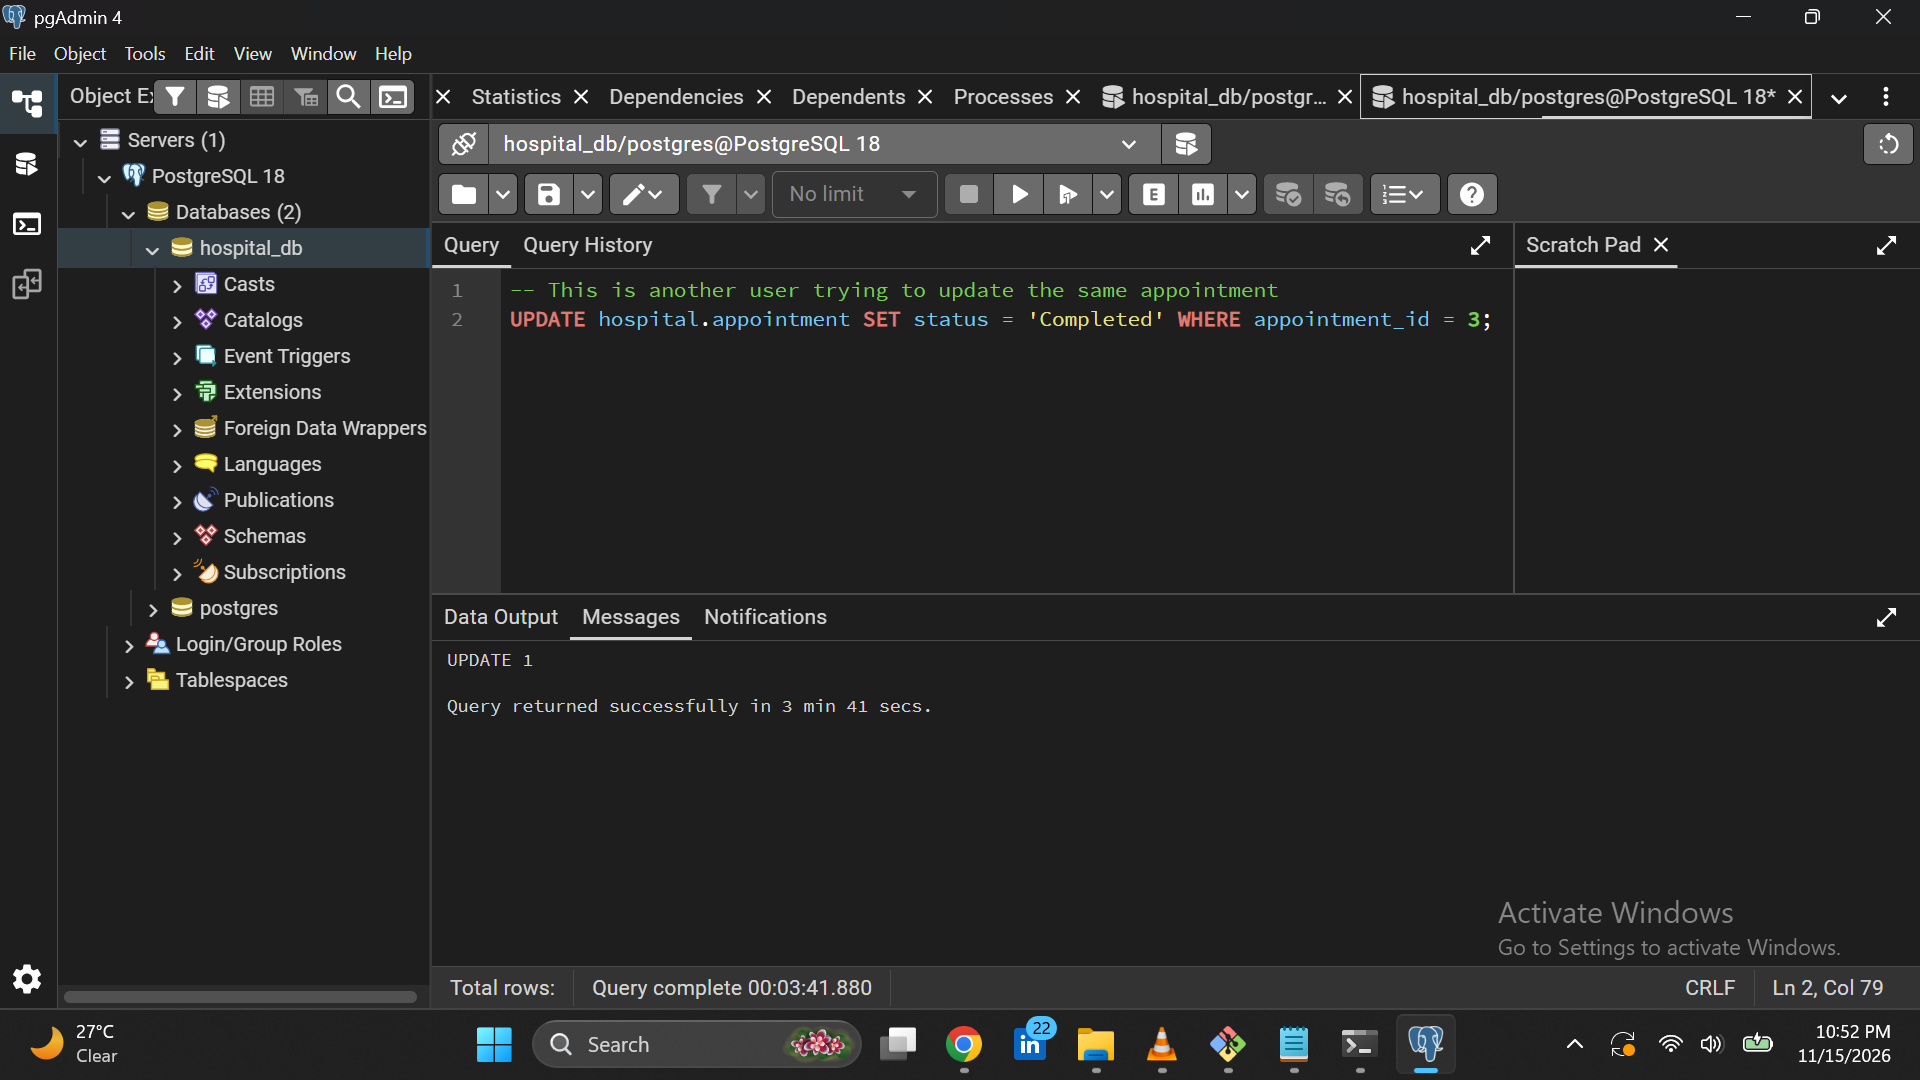 pgAdmin 4
File Object Tools Edit View Window Help
Object Ex
Statistics Dependencies Dependents Processes hospital_db/postgr... hospital_db/postgres@PostgreSQL 18*
Servers (1)
PostgreSQL 18
Databases (2)
hospital_db
Casts
Catalogs
Event Triggers
Extensions
Foreign Data Wrappers
Languages
Publications
Schemas
Subscriptions
postgres
Login/Group Roles
Tablespaces
hospital_db/postgres@PostgreSQL 18
No limit
E
Query Query History
Scratch Pad
1 -- This is another user trying to update the same appointment
2 UPDATE hospital.appointment SET status = 'Completed' WHERE appointment_id = 3;
Data Output Messages Notifications
UPDATE 1
Query returned successfully in 3 min 41 secs.
Activate Windows
Go to Settings to activate Windows.
Total rows: Query complete 00:03:41.880 CRLF Ln 2, Col 79
27°C
Clear
Search
22
10:52 PM
11/15/2026